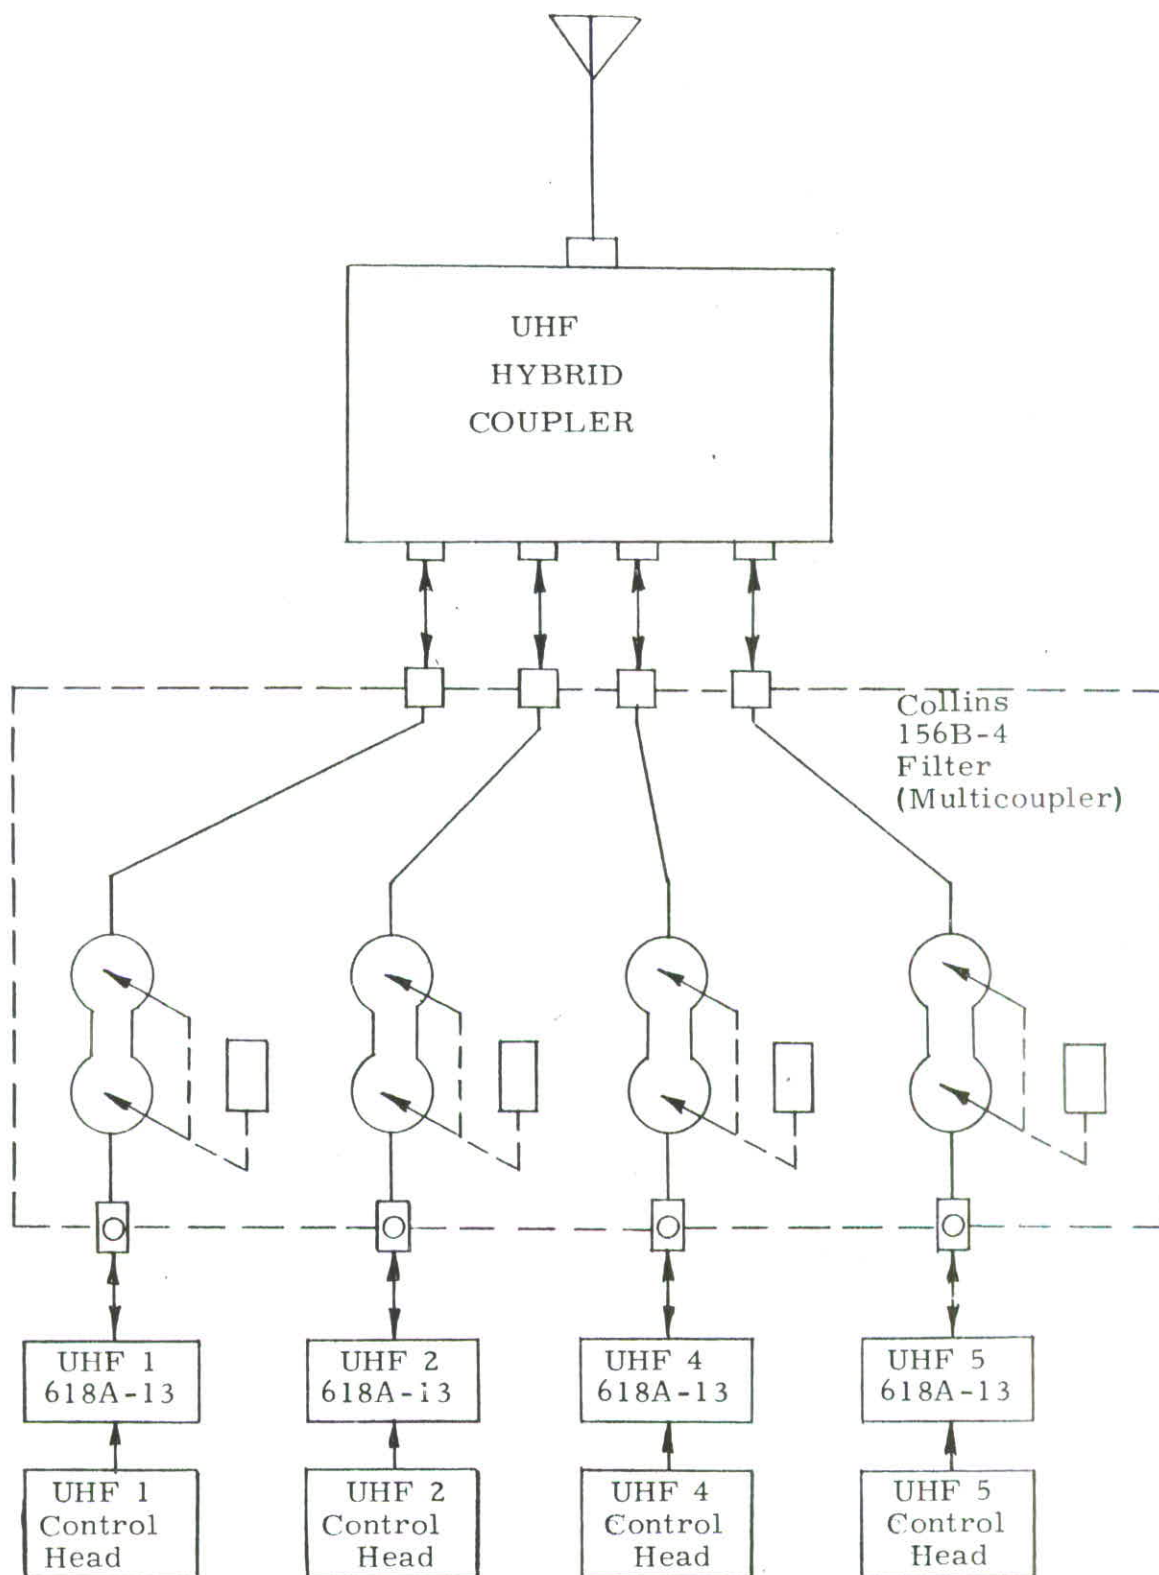 UHF
HYBRID
COUPLER
Collins
156B-4
Filter
(Multicoupler)
UHF 1
618A-13
UHF 2
618A-13
UHF 4
618A-13
UHF 5
618A-13
UHF 1
Control
Head
UHF 2
Control
Head
UHF 4
Control
Head
UHF 5
Control
Head